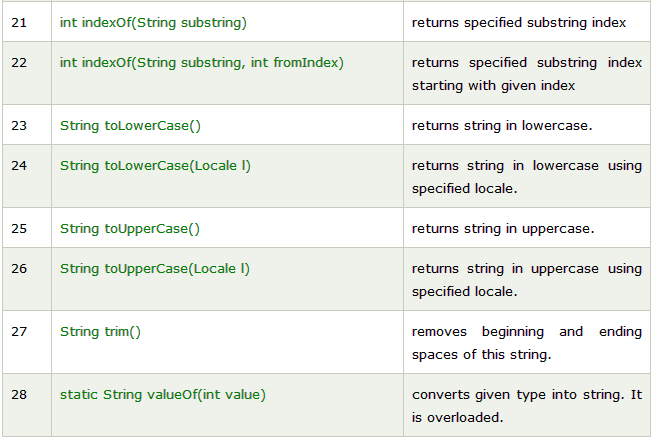 21 int indexOf(String substring) returns specified substring index
22 int indexOf(String substring, int fromIndex) returns specified substring index
starting with given index
23 String toLowerCase() returns string in lowercase.
24 String toLowerCase(Locale l) returns string in lowercase using
specified locale.
25 String toUpperCase() returns string in uppercase.
26 String toUpperCase(Locale l) returns string in uppercase using
specified locale.
27 String trim() removes beginning and ending
spaces of this string.
28 static String valueOf(int value) converts given type into string. It
is overloaded.